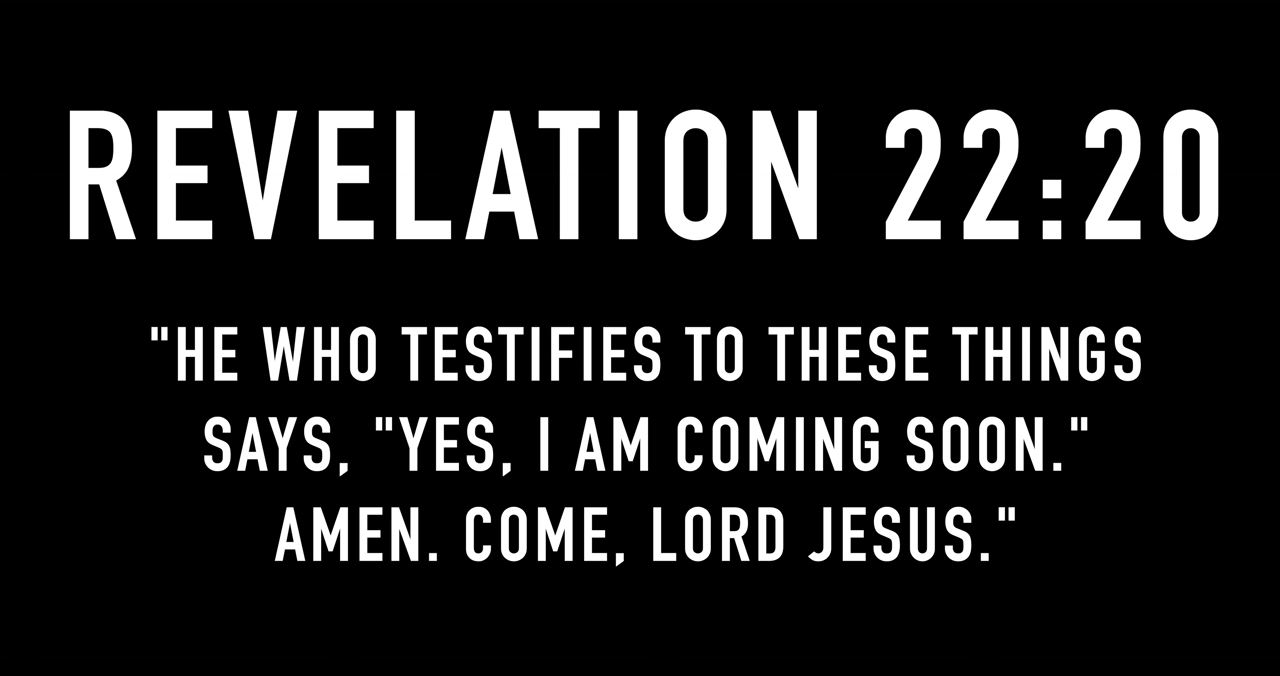 REVELATION 22:20
"HE WHO TESTIFIES TO THESE THINGS
SAYS, "YES, I AM COMING SOON."
AMEN. COME, LORD JESUS."